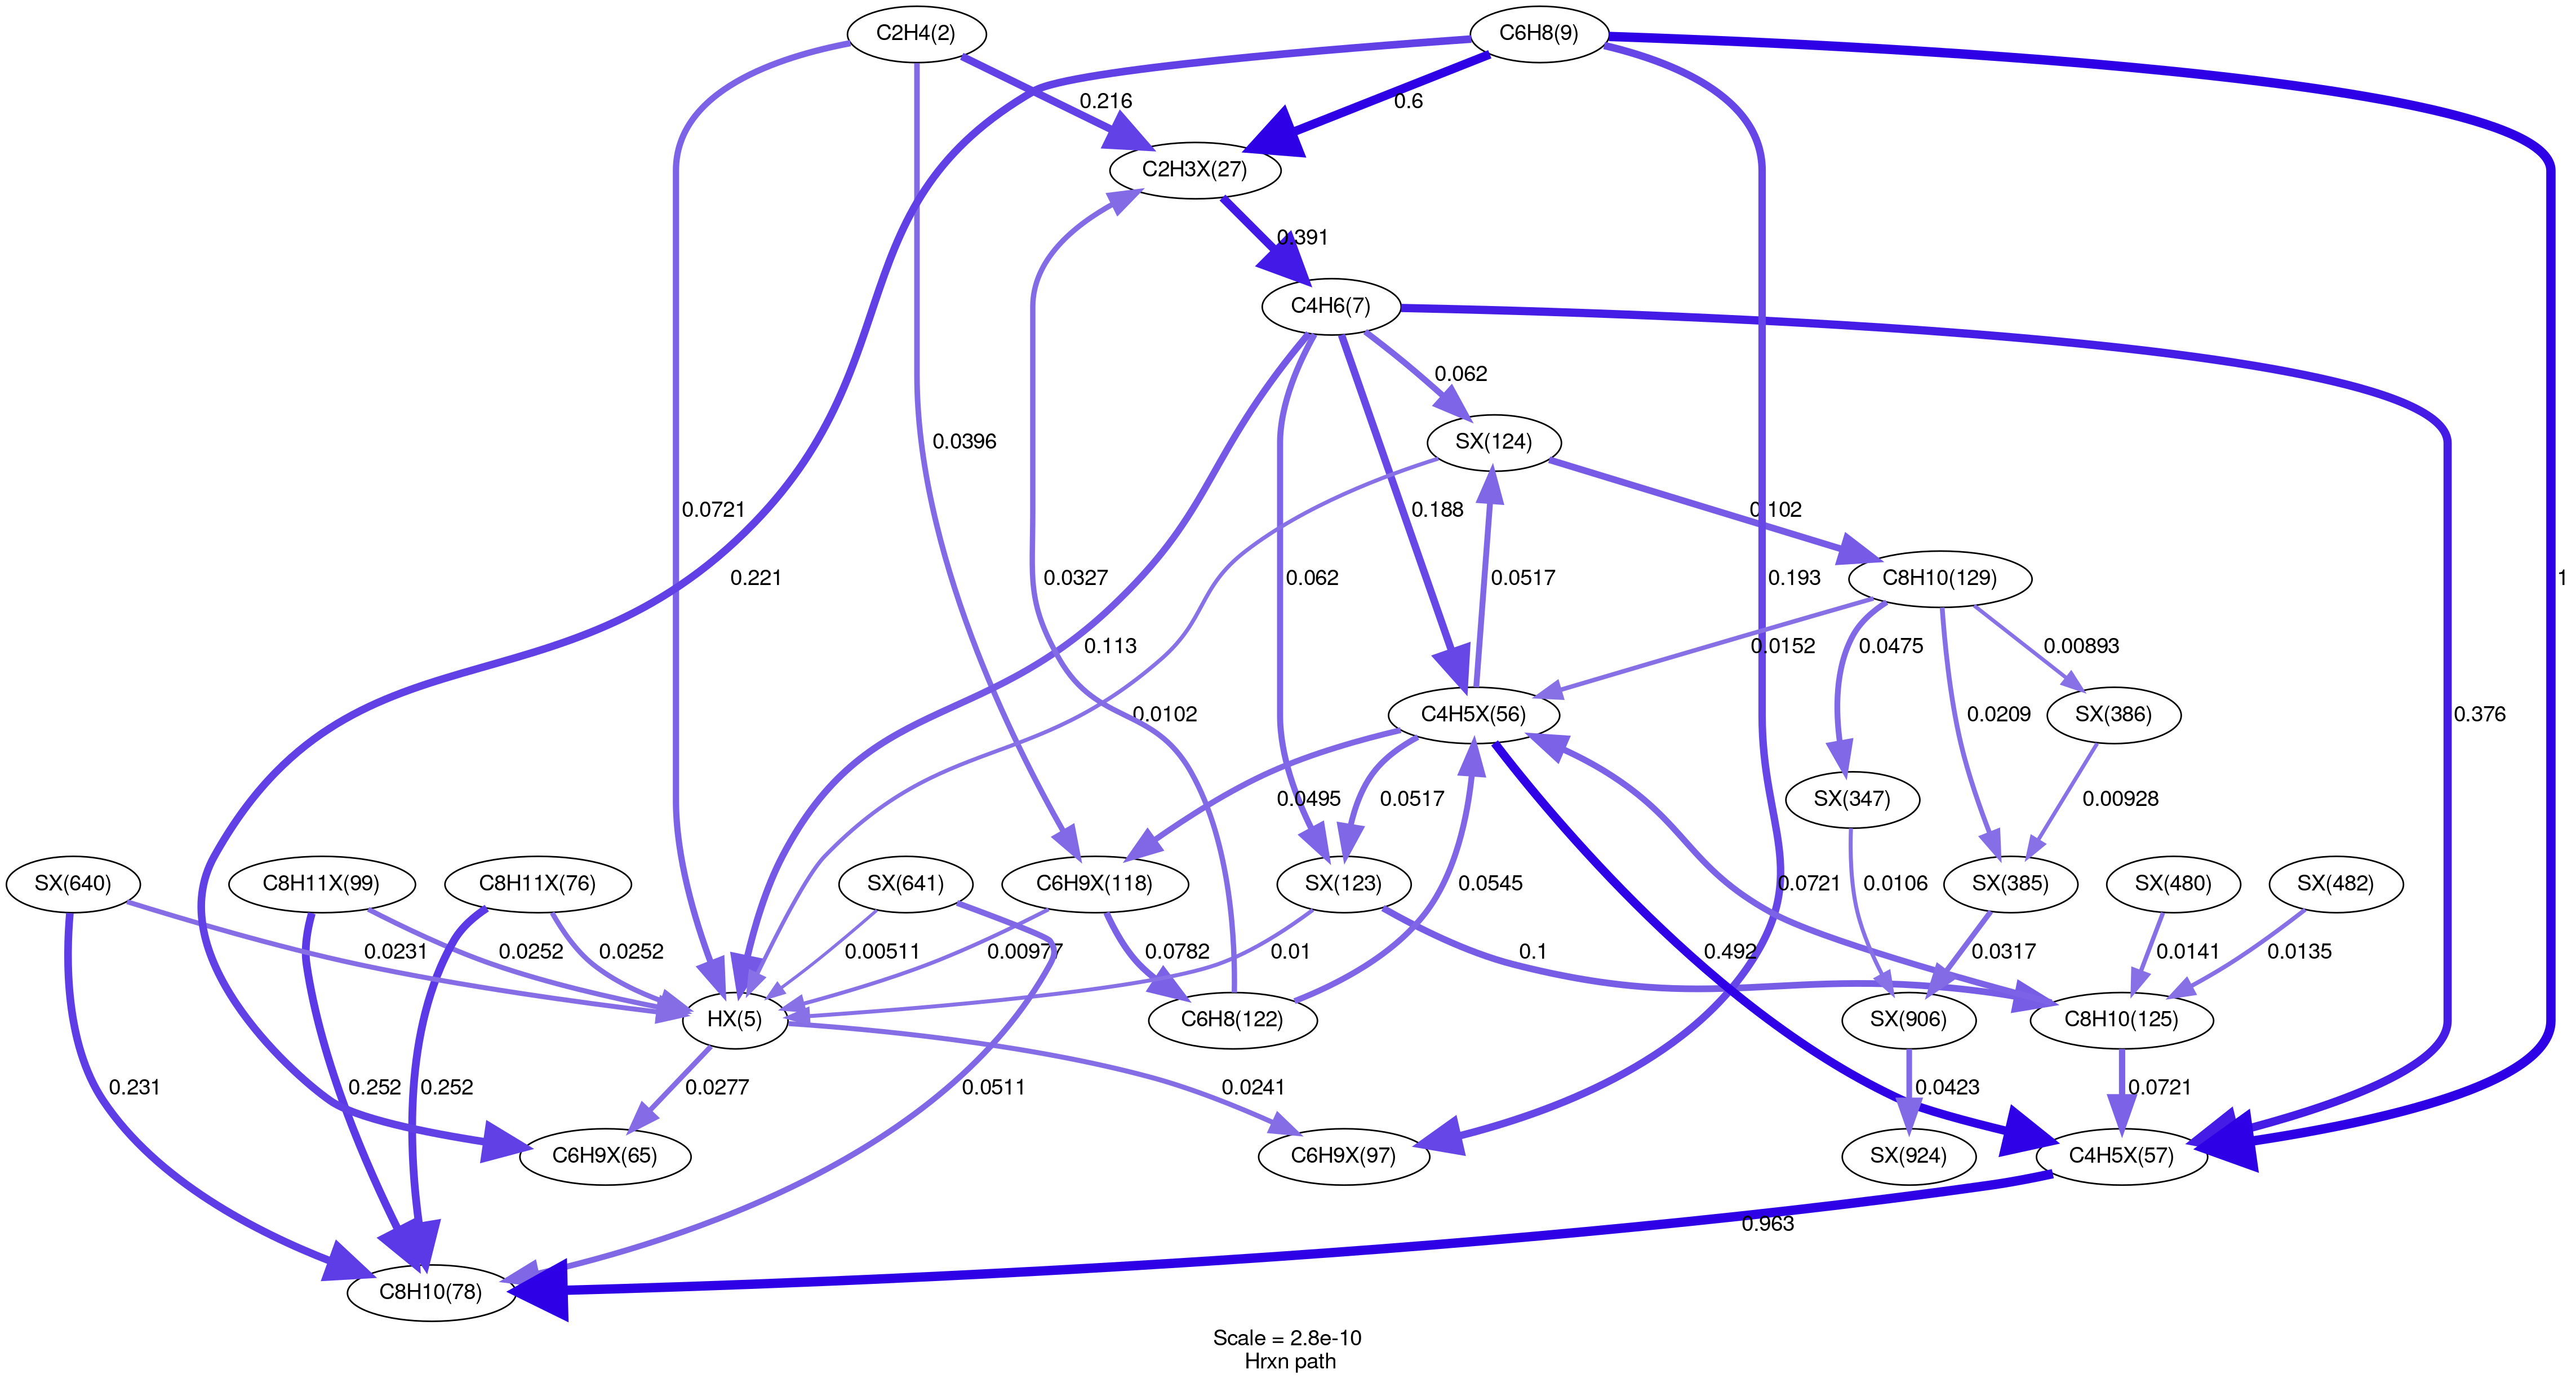 C2H4(2)
C6H8(9)
0.216
0.6
C2H3X(27)
0.391
C4H6(7)
0.062
0.0396
SX(124)
0.0721
0.188
0.102
0.221
0.0327
0.062
0.0517
0.193
C8H10(129)
1
0.113
0.0152
0.0475
0.00893
0.0102
C4H5X(56)
0.0209
SX(386)
0.376
0.0495
0.0517
SX(347)
0.00928
SX(640)
C8H11X(99)
C8H11X(76)
SX(641)
C6H9X(118)
SX(123)
0.0545
0.0721
0.0106
SX(385)
SX(480)
SX(482)
0.0231
0.0252
0.0252
0.00511
0.00977
0.0782
0.01
0.1
0.492
0.0317
0.0141
0.0135
HX(5)
C6H8(122)
SX(906)
C8H10(125)
0.231
0.252
0.252
0.0277
0.0511
0.0241
0.0423
0.0721
C6H9X(65)
C6H9X(97)
SX(924)
C4H5X(57)
0.963
C8H10(78)
Scale = 2.8e-10
Hrxn path